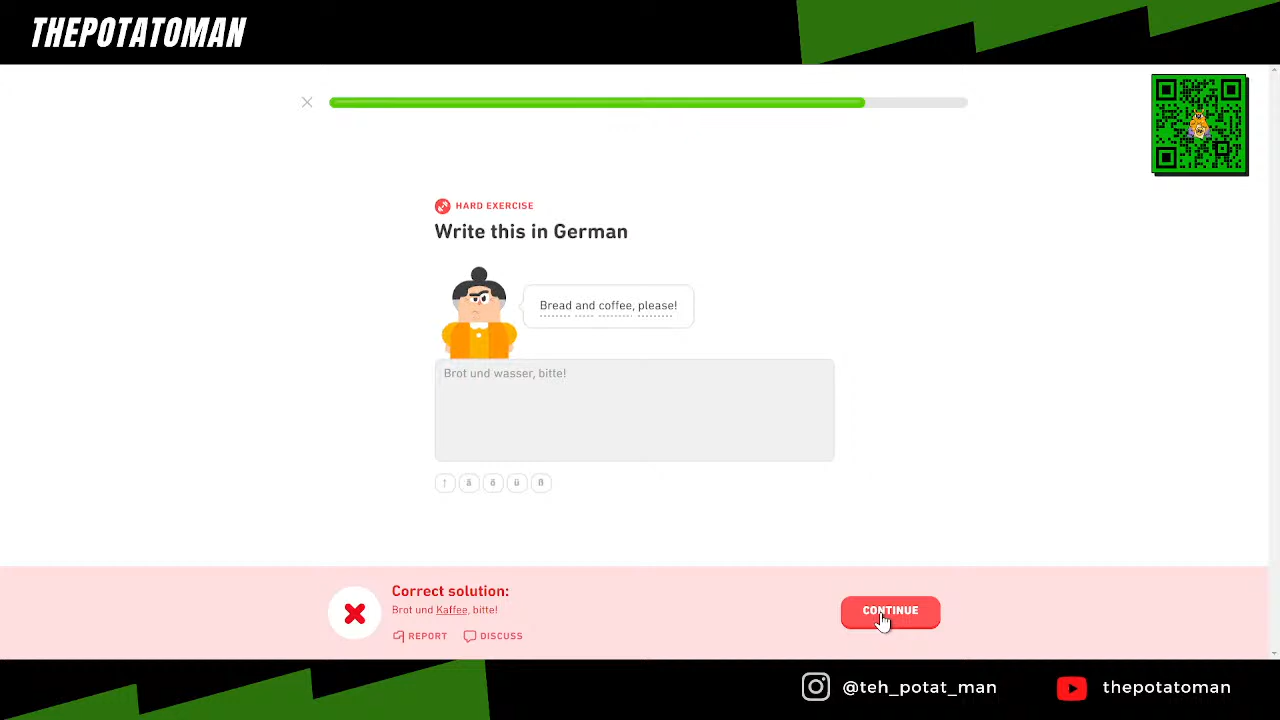 THEPOTATOMAN
HARD EXERCISE
Write this in German
Bread and coffee, please!
Brot und wasser, bitte!
↑ ä ö ü ß
Correct solution:
Brot und Kaffee, bitte!
REPORT DISCUSS
CONTINUE
@teh_potat_man thepotatoman